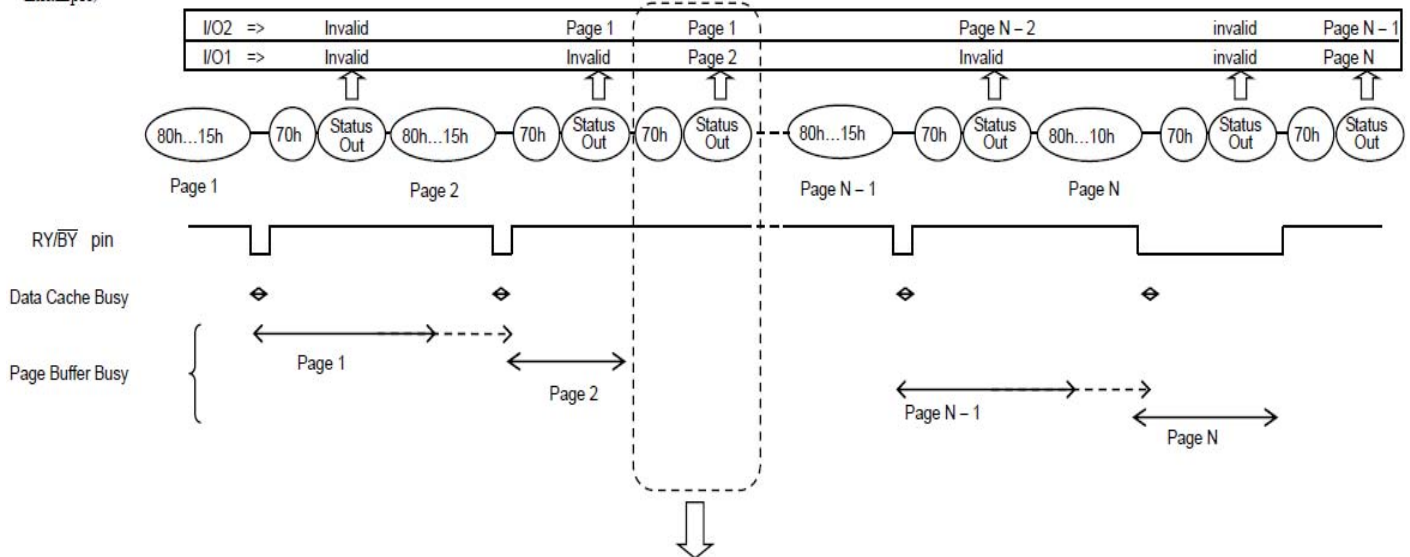 I/O2 => Invalid Page 1 Page 1 Page N – 2 invalid Page N – 1
I/O1 => Invalid Invalid Page 2 Invalid invalid Page N
80h…15h 70h Status Out 80h…15h 70h Status Out 70h Status Out 80h…15h 70h Status Out 80h…10h 70h Status Out 70h Status Out
Page 1 Page 2 Page N – 1 Page N
RY/BY pin
Data Cache Busy
Page Buffer Busy
Page 1
Page 2
Page N – 1
Page N